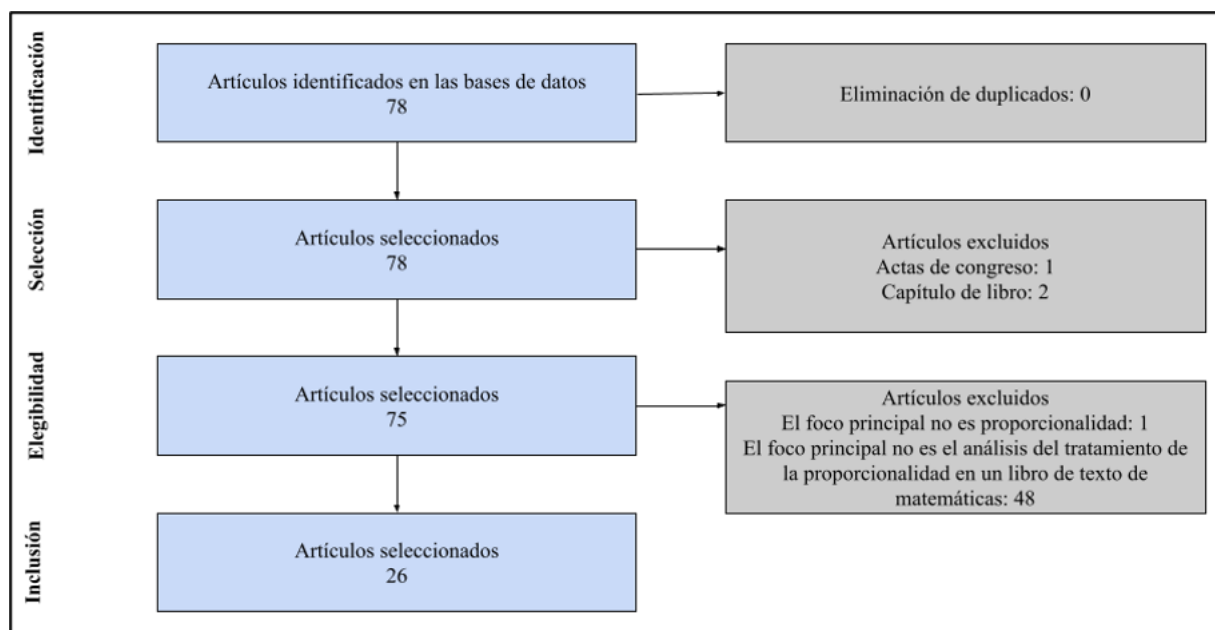 Identificación
Artículos identificados en las bases de datos
78
Eliminación de duplicados: 0
Selección
Artículos seleccionados
78
Artículos excluidos
Actas de congreso: 1
Capítulo de libro: 2
Elegibilidad
Artículos seleccionados
75
Artículos excluidos
El foco principal no es proporcionalidad: 1
El foco principal no es el análisis del tratamiento de
la proporcionalidad en un libro de texto de
matemáticas: 48
Inclusión
Artículos seleccionados
26